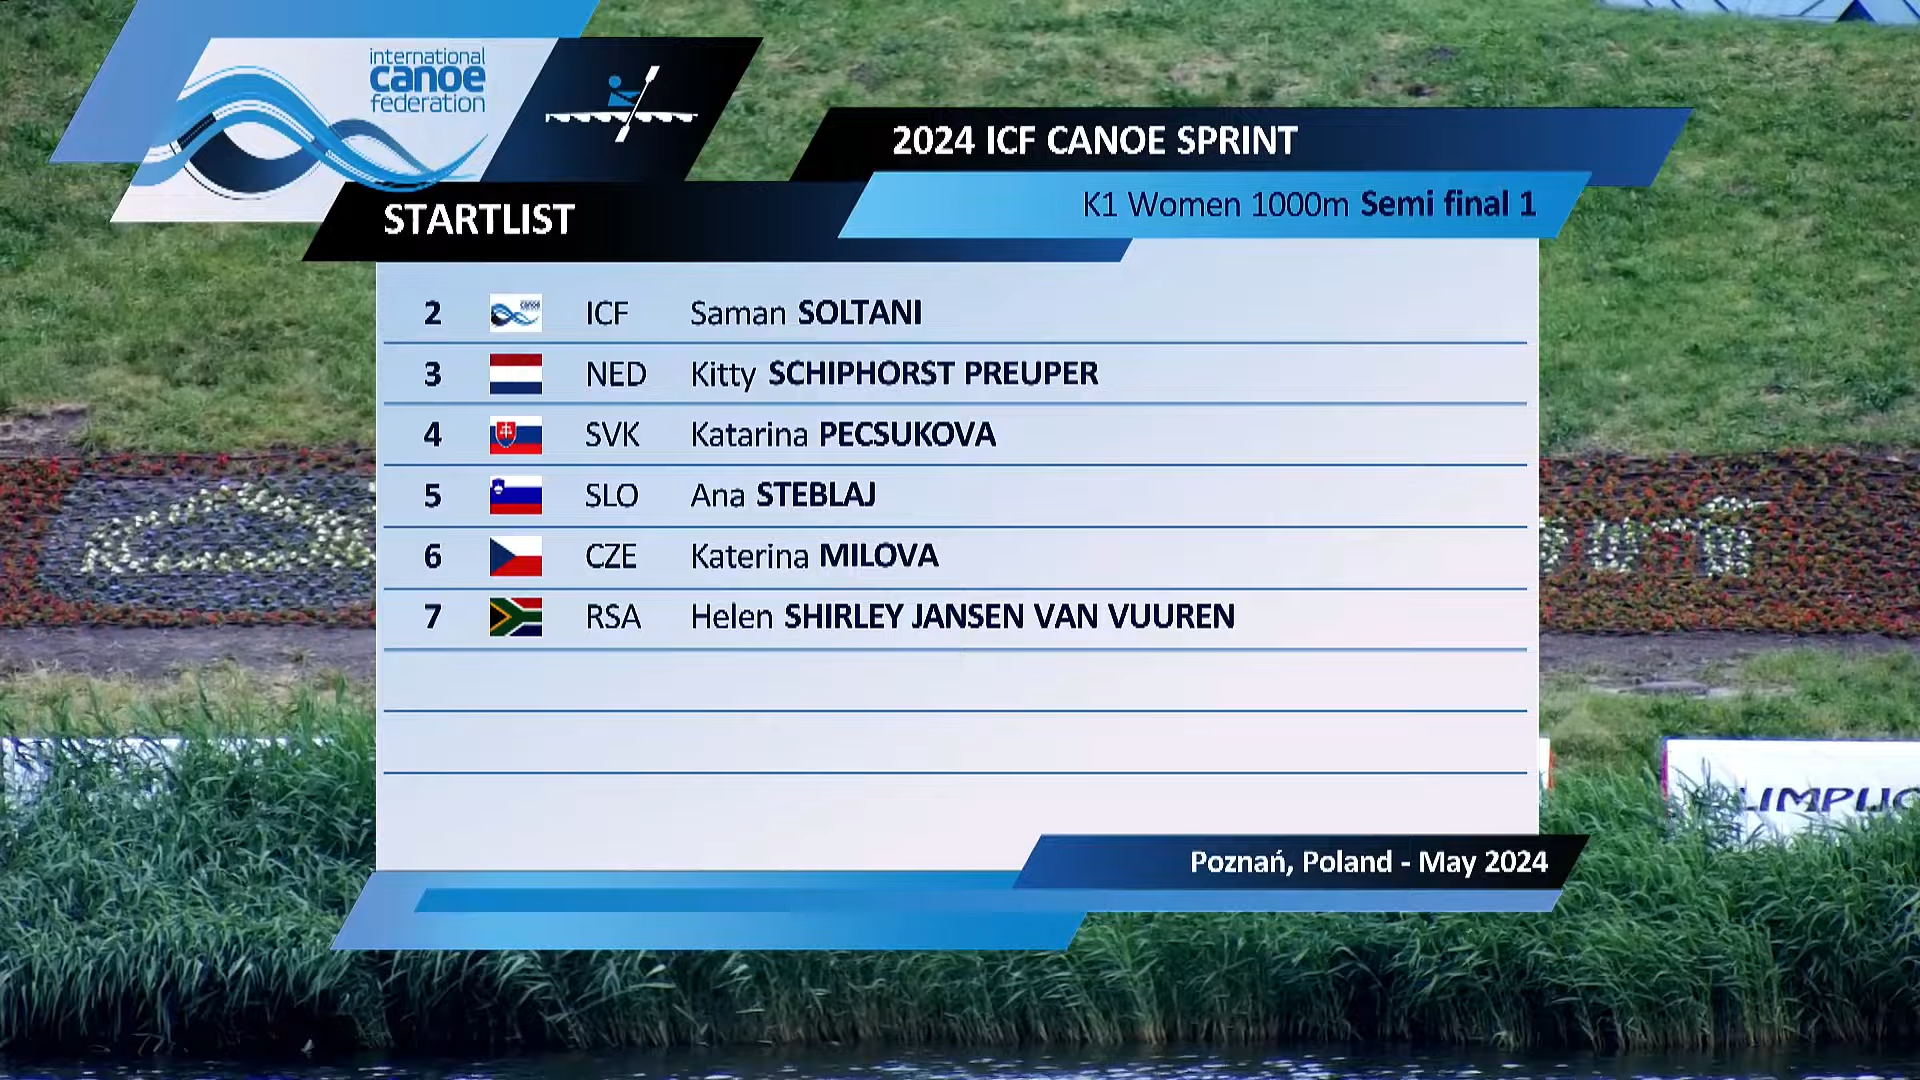 international
canoe
federation
2024 ICF CANOE SPRINT
K1 Women 1000m Semi final 1
STARTLIST
2 ICF Saman SOLTANI
3 NED Kitty SCHIPHORST PREUPER
4 SVK Katarina PECSUKOVA
5 SLO Ana STEBLAJ
6 CZE Katerina MILOVA
7 RSA Helen SHIRLEY JANSEN VAN VUUREN
Poznań, Poland - May 2024